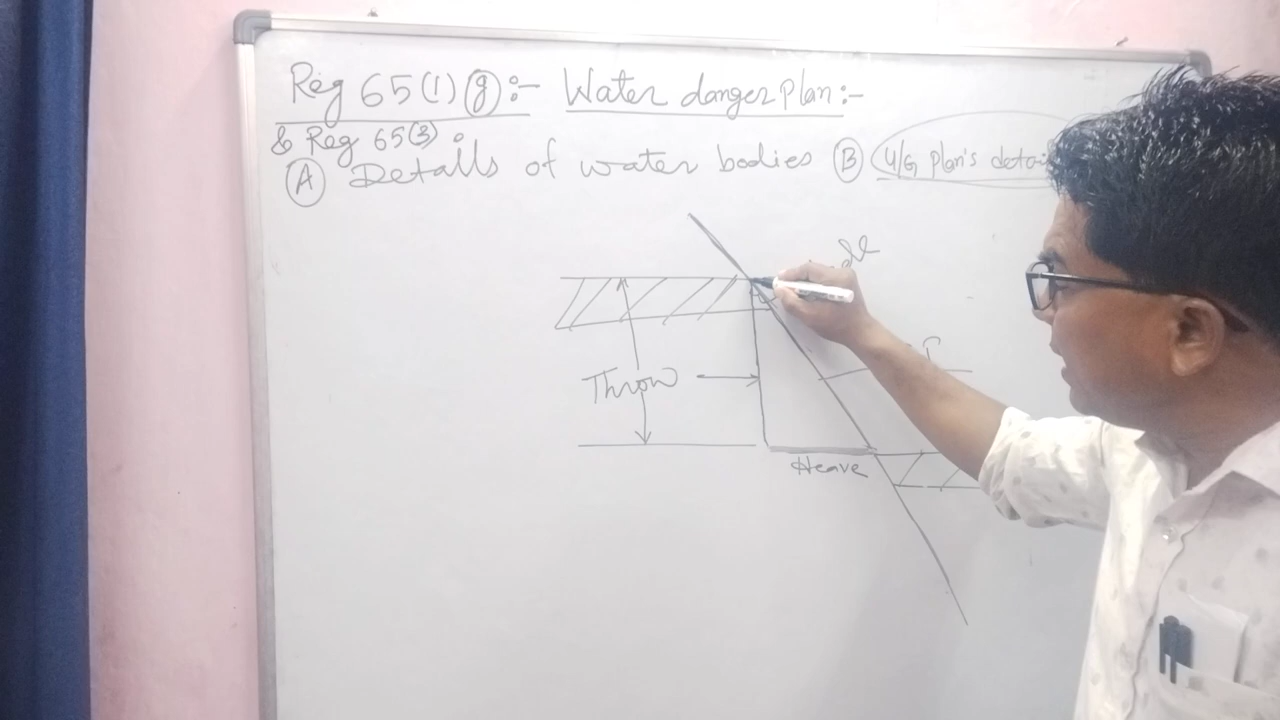 Reg 65(1)(g):- Water danger Plan:-
& Reg 65(3):
(A) Details of water bodies (B) (U/G Plan's detai
Throw
Heave